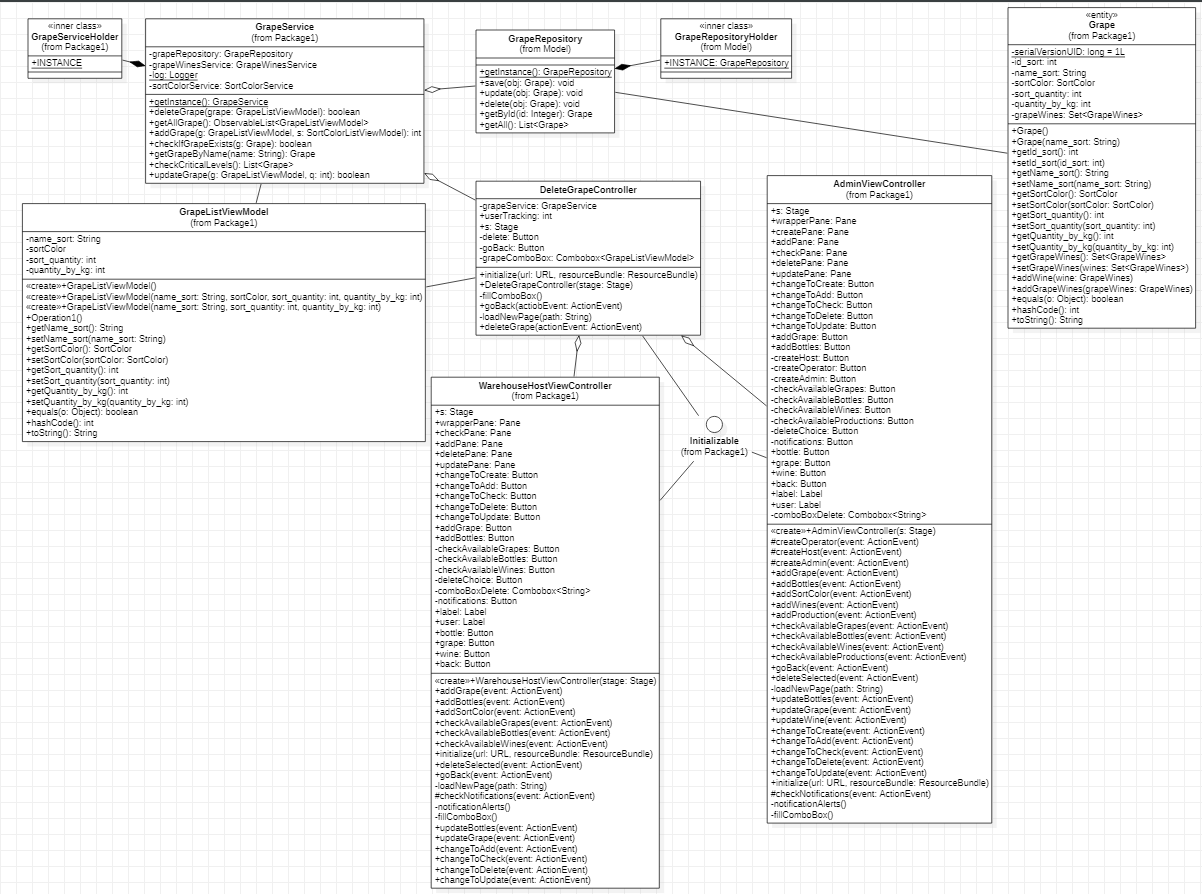 «inner class»
GrapeServiceHolder
(from Package1)
+INSTANCE
GrapeService
(from Package1)
-grapeRepository: GrapeRepository
-grapeWinesService: GrapeWinesService
-log: Logger
-sortColorService: SortColorService
+getInstance(): GrapeService
+deleteGrape(grape: GrapeListViewModel): boolean
+getAllGrape(): ObservableList<GrapeListViewModel>
+addGrape(g: GrapeListViewModel, s: SortColorListViewModel): int
+checkIfGrapeExists(g: Grape): boolean
+getGrapeByName(name: String): Grape
+checkCriticalLevels(): List<Grape>
+updateGrape(g: GrapeListViewModel, q: int): boolean
GrapeRepository
(from Model)
+getInstance(): GrapeRepository
+save(obj: Grape): void
+update(obj: Grape): void
+delete(obj: Grape): void
+getById(id: Integer): Grape
+getAll(): List<Grape>
«inner class»
GrapeRepositoryHolder
(from Model)
+INSTANCE: GrapeRepository
«entity»
Grape
(from Package1)
-serialVersionUID: long = 1L
-id_sort: int
-name_sort: String
-sortColor: SortColor
-sort_quantity: int
-quantity_by_kg: int
-grapeWines: Set<GrapeWines>
+Grape()
+Grape(name_sort: String)
+getId_sort(): int
+setId_sort(id_sort: int)
+getName_sort(): String
+setName_sort(name_sort: String)
+getSortColor(): SortColor
+setSortColor(sortColor: SortColor)
+getSort_quantity(): int
+setSort_quantity(sort_quantity: int)
+getQuantity_by_kg(): int
+setQuantity_by_kg(quantity_by_kg: int)
+getGrapeWines(): Set<GrapeWines>
+setGrapeWines(wines: Set<GrapeWines>)
+addWine(wine: GrapeWines)
+addGrapeWines(grapeWines: GrapeWines)
+equals(o: Object): boolean
+hashCode(): int
+toString(): String
GrapeListViewModel
(from Package1)
-name_sort: String
-sortColor
-sort_quantity: int
-quantity_by_kg: int
«create»+GrapeListViewModel()
«create»+GrapeListViewModel(name_sort: String, sortColor, sort_quantity: int, quantity_by_kg: int)
«create»+GrapeListViewModel(name_sort: String, sort_quantity: int, quantity_by_kg: int)
+Operation1()
+getName_sort(): String
+setName_sort(name_sort: String)
+getSortColor(): SortColor
+setSortColor(sortColor: SortColor)
+getSort_quantity(): int
+setSort_quantity(sort_quantity: int)
+getQuantity_by_kg(): int
+setQuantity_by_kg(quantity_by_kg: int)
+equals(o: Object): boolean
+hashCode(): int
+toString(): String
DeleteGrapeController
(from Package1)
-grapeService: GrapeService
+userTracking: int
+s: Stage
-delete: Button
-goBack: Button
-grapeComboBox: Combobox<GrapeListViewModel>
+initialize(url: URL, resourceBundle: ResourceBundle)
+DeleteGrapeController(stage: Stage)
-fillComboBox()
+goBack(actiobEvent: ActionEvent)
-loadNewPage(path: String)
+deleteGrape(actionEvent: ActionEvent)
AdminViewController
(from Package1)
+s: Stage
+wrapperPane: Pane
+createPane: Pane
+addPane: Pane
+checkPane: Pane
+deletePane: Pane
+updatePane: Pane
+changeToCreate: Button
+changeToAdd: Button
+changeToCheck: Button
+changeToDelete: Button
+changeToUpdate: Button
+addGrape: Button
+addBottles: Button
-createHost: Button
-createOperator: Button
-createAdmin: Button
-checkAvailableGrapes: Button
-checkAvailableBottles: Button
-checkAvailableWines: Button
-checkAvailableProductions: Button
-deleteChoice: Button
-notifications: Button
+bottle: Button
+grape: Button
+wine: Button
+back: Button
+label: Label
+user: Label
-comboBoxDelete: Combobox<String>
«create»+AdminViewController(s: Stage)
#createOperator(event: ActionEvent)
#createHost(event: ActionEvent)
#createAdmin(event: ActionEvent)
+addGrape(event: ActionEvent)
+addBottles(event: ActionEvent)
+addSortColor(event: ActionEvent)
+addWines(event: ActionEvent)
+addProduction(event: ActionEvent)
+checkAvailableGrapes(event: ActionEvent)
+checkAvailableBottles(event: ActionEvent)
+checkAvailableWines(event: ActionEvent)
+checkAvailableProductions(event: ActionEvent)
+goBack(event: ActionEvent)
+deleteSelected(event: ActionEvent)
-loadNewPage(path: String)
+updateBottles(event: ActionEvent)
+updateGrape(event: ActionEvent)
+updateWine(event: ActionEvent)
+changeToCreate(event: ActionEvent)
+changeToAdd(event: ActionEvent)
+changeToCheck(event: ActionEvent)
+changeToDelete(event: ActionEvent)
+changeToUpdate(event: ActionEvent)
+initialize(url: URL, resourceBundle: ResourceBundle)
#checkNotifications(event: ActionEvent)
-notificationAlerts()
-fillComboBox()
WarehouseHostViewController
(from Package1)
+s: Stage
+wrapperPane: Pane
+checkPane: Pane
+addPane: Pane
+deletePane: Pane
+updatePane: Pane
+changeToCreate: Button
+changeToAdd: Button
+changeToCheck: Button
+changeToDelete: Button
+changeToUpdate: Button
+addGrape: Button
+addBottles: Button
-checkAvailableGrapes: Button
-checkAvailableBottles: Button
-checkAvailableWines: Button
-deleteChoice: Button
-comboBoxDelete: Combobox<String>
-notifications: Button
+label: Label
+user: Label
+bottle: Button
+grape: Button
+wine: Button
+back: Button
«create»+WarehouseHostViewController(stage: Stage)
+addGrape(event: ActionEvent)
+addBottles(event: ActionEvent)
+addSortColor(event: ActionEvent)
+checkAvailableGrapes(event: ActionEvent)
+checkAvailableBottles(event: ActionEvent)
+checkAvailableWines(event: ActionEvent)
+initialize(url: URL, resourceBundle: ResourceBundle)
+deleteSelected(event: ActionEvent)
+goBack(event: ActionEvent)
-loadNewPage(path: String)
#checkNotifications(event: ActionEvent)
-notificationAlerts()
-fillComboBox()
+updateBottles(event: ActionEvent)
+updateGrape(event: ActionEvent)
+changeToAdd(event: ActionEvent)
+changeToCheck(event: ActionEvent)
+changeToDelete(event: ActionEvent)
+changeToUpdate(event: ActionEvent)
Initializable
(from Package1)